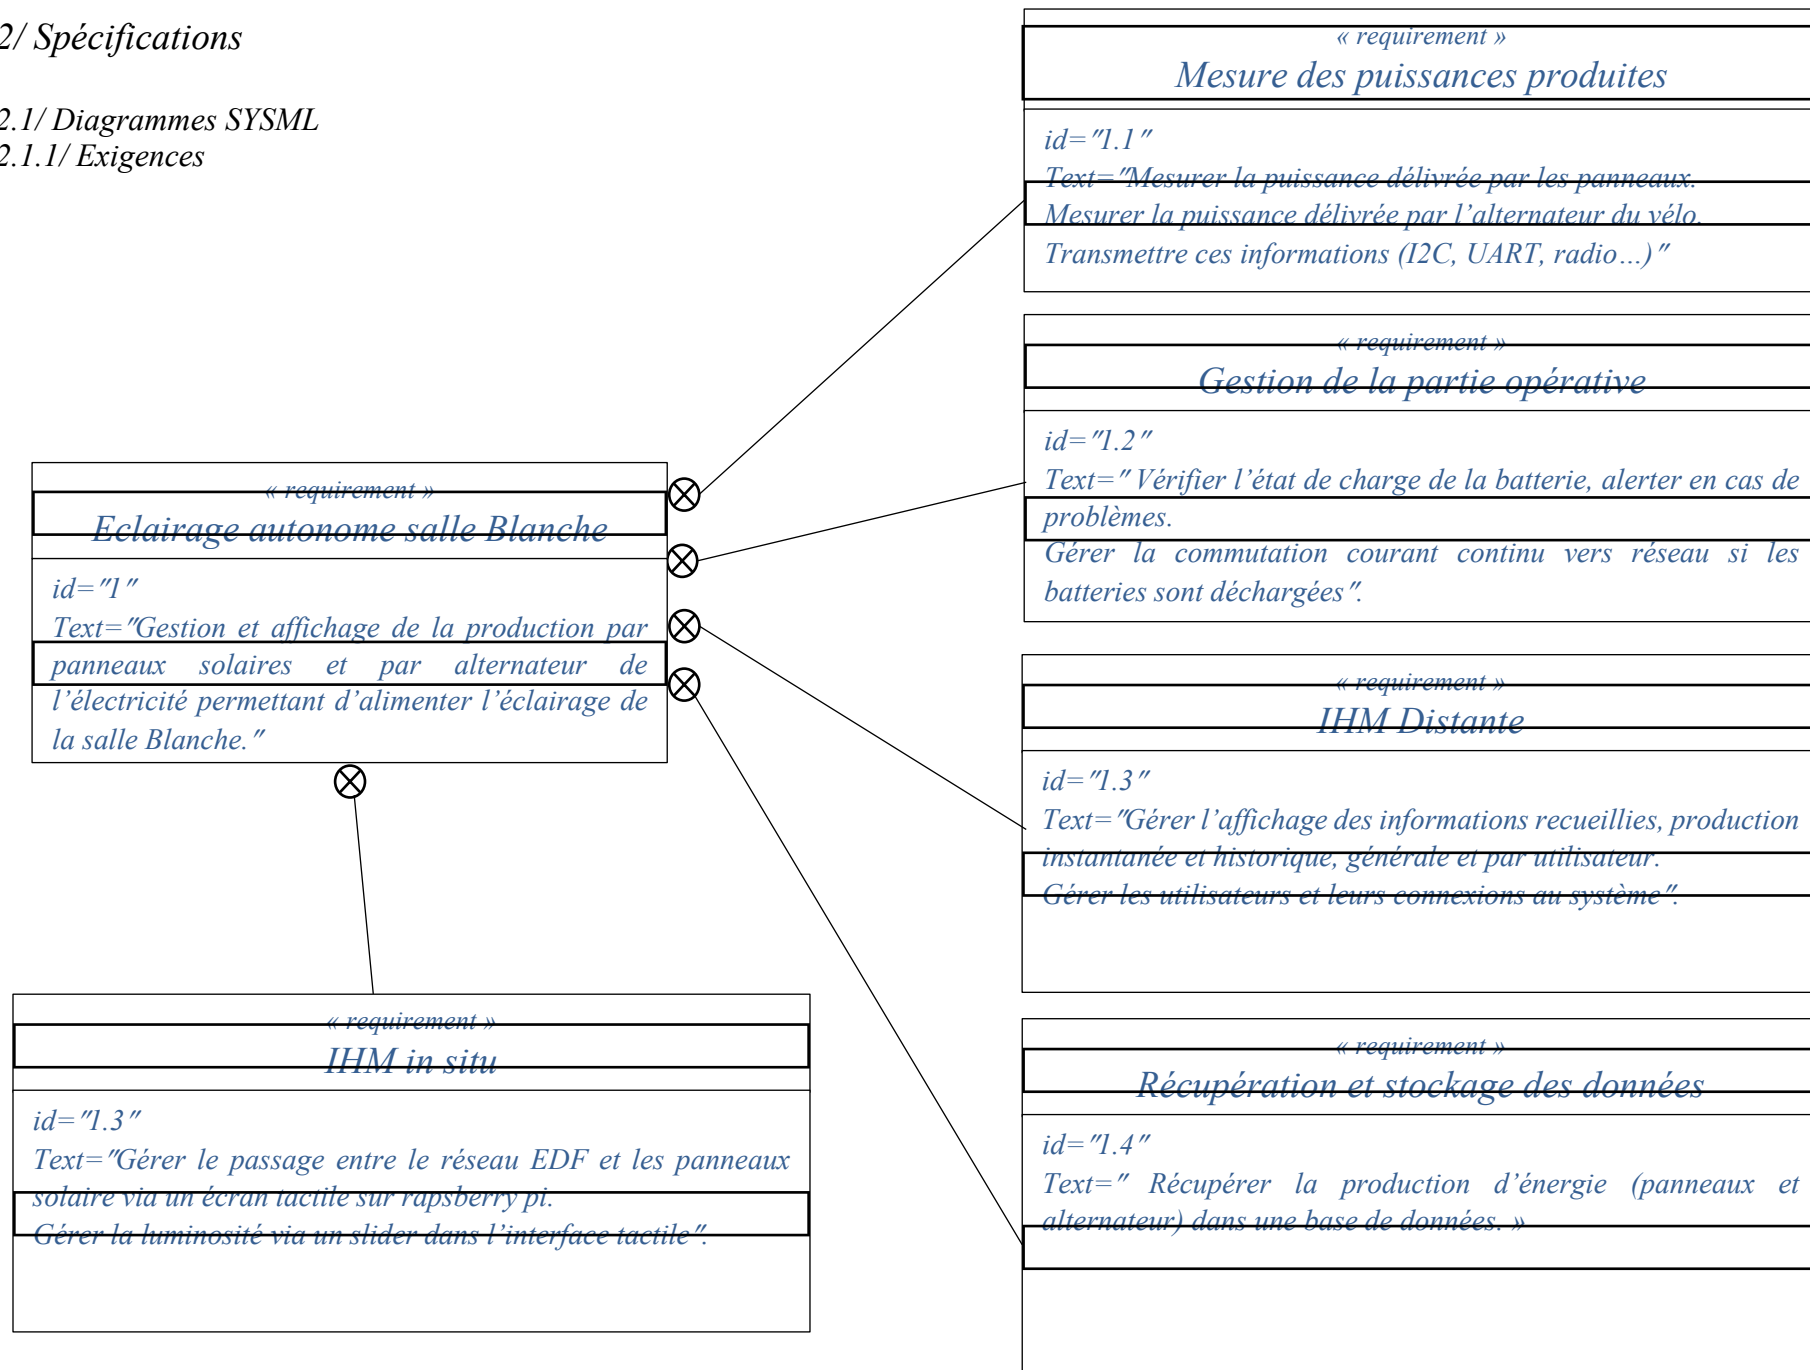 2/ Spécifications
2.1/ Diagrammes SYSML
2.1.1/ Exigences
« requirement »
Mesure des puissances produites
id="1.1"
Text="Mesurer la puissance délivrée par les panneaux.
Mesurer la puissance délivrée par l'alternateur du vélo.
Transmettre ces informations (I2C, UART, radio…)"
« requirement »
Gestion de la partie opérative
id="1.2"
Text=" Vérifier l'état de charge de la batterie, alerter en cas de
problèmes.
Gérer la commutation courant continu vers réseau si les
batteries sont déchargées".
« requirement »
Eclairage autonome salle Blanche
id="1"
Text="Gestion et affichage de la production par
panneaux solaires et par alternateur de
l'électricité permettant d'alimenter l'éclairage de
la salle Blanche."
« requirement »
IHM Distante
id="1.3"
Text="Gérer l'affichage des informations recueillies, production
instantanée et historique, générale et par utilisateur.
Gérer les utilisateurs et leurs connexions au système".
« requirement »
IHM in situ
id="1.3"
Text="Gérer le passage entre le réseau EDF et les panneaux
solaire via un écran tactile sur rapsberry pi.
Gérer la luminosité via un slider dans l'interface tactile".
« requirement »
Récupération et stockage des données
id="1.4"
Text=" Récupérer la production d'énergie (panneaux et
alternateur) dans une base de données. »